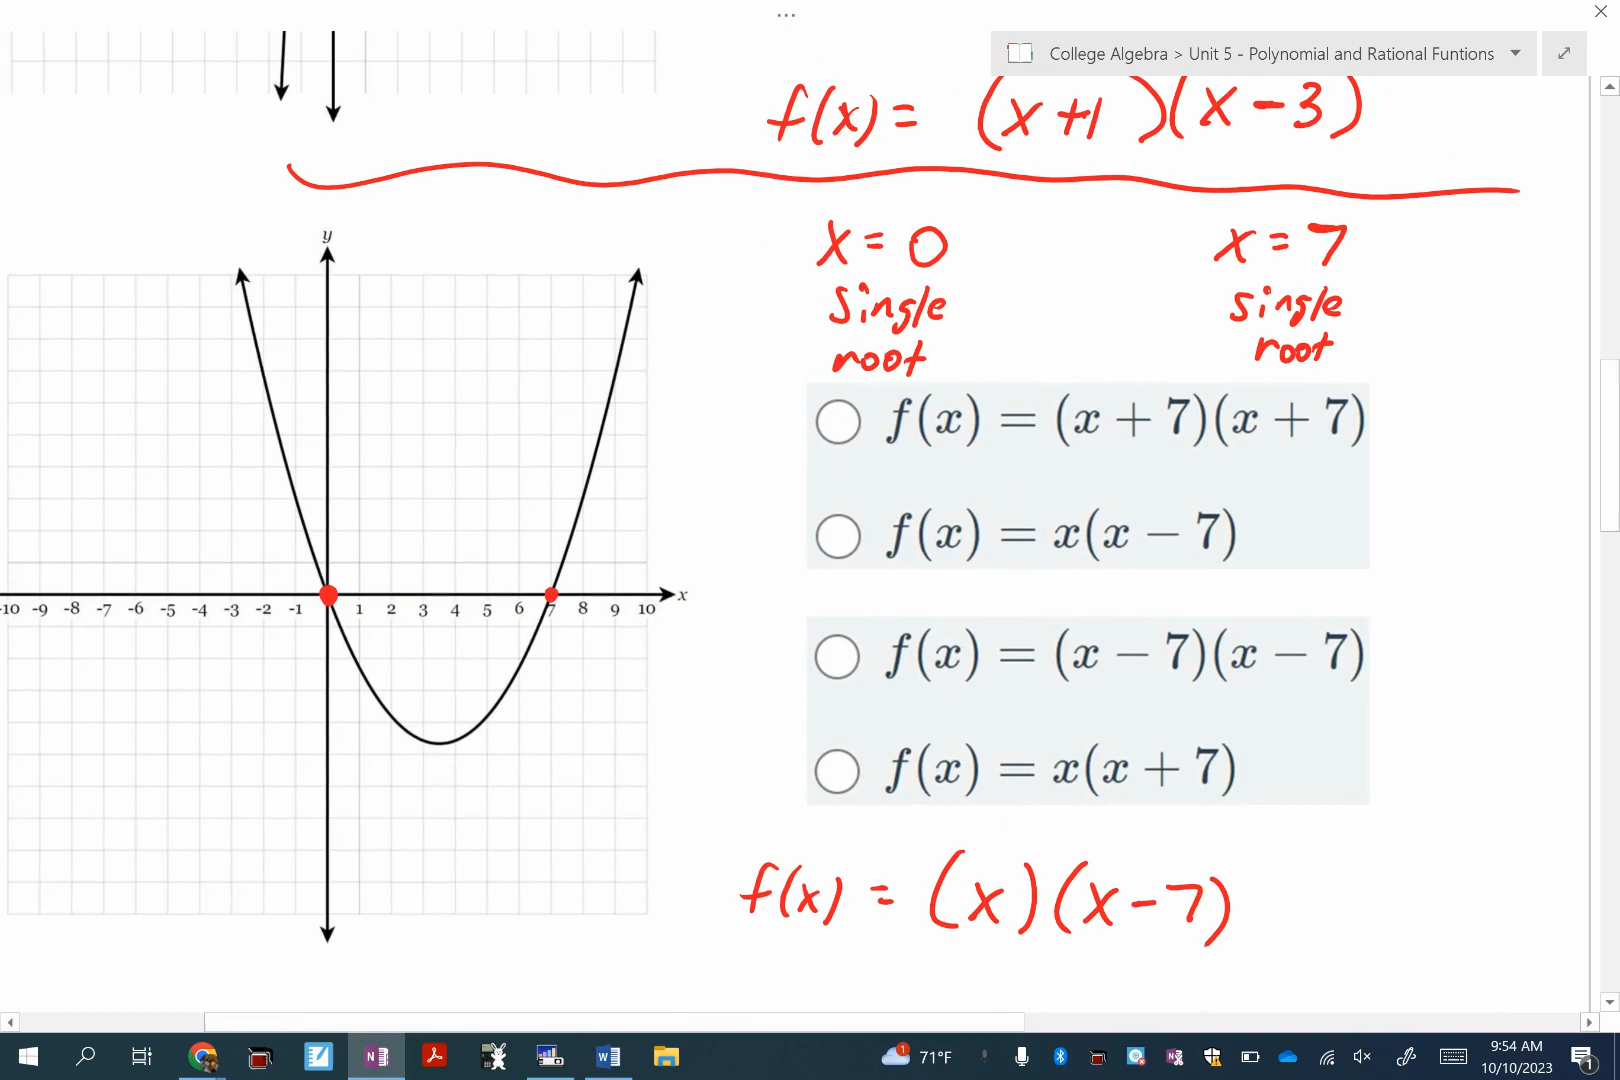 ...
College Algebra > Unit 5 - Polynomial and Rational Funtions
f(x) = (x+1)(x-3)
x = 0
single
root
x = 7
single
root
y
x
-10 -9 -8 -7 -6 -5 -4 -3 -2 -1 1 2 3 4 5 6 7 8 9 10
f(x) = (x + 7)(x + 7)
f(x) = x(x − 7)
f(x) = (x − 7)(x − 7)
f(x) = x(x + 7)
f(x) = (x)(x-7)
1
71°F
9:54 AM
10/10/2023
1